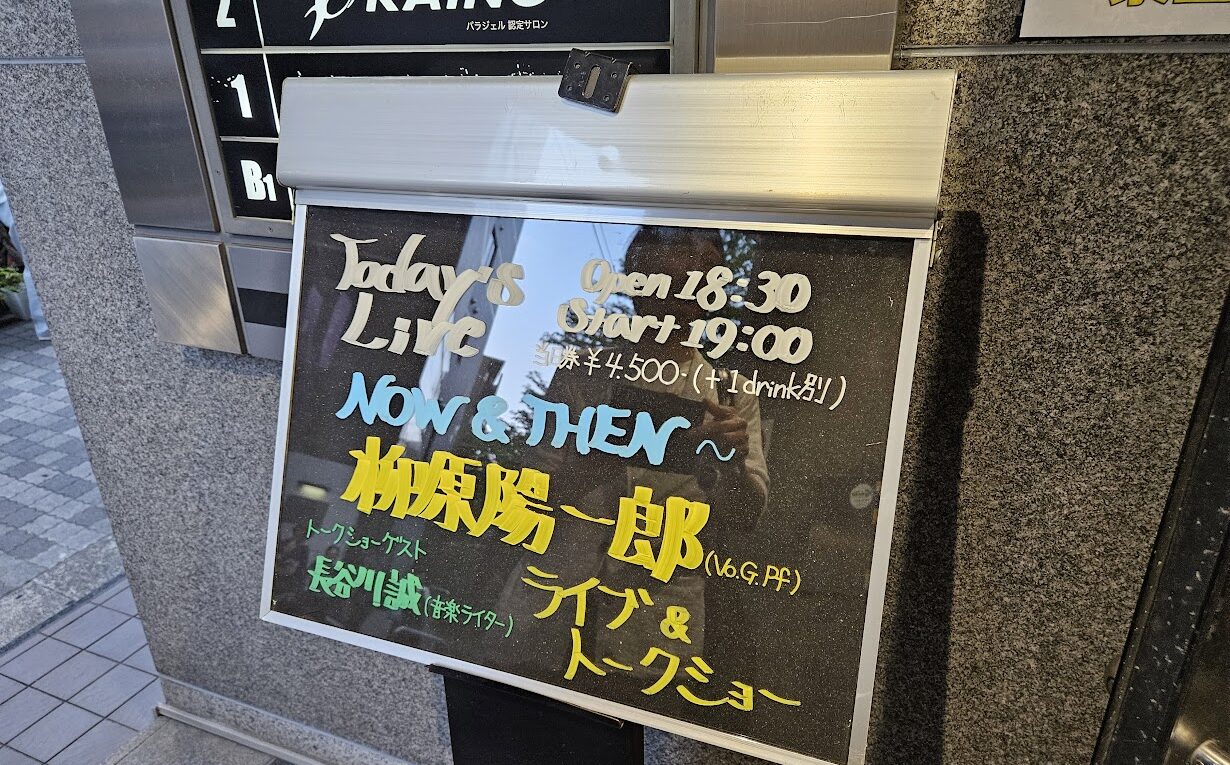 2
KAINO
パラジェル 認定サロン
1
B1
Today's Live
Open 18:30
Start 19:00
当日券 ¥4.500-(+1drink別)
NOW & THEN ~
柳原陽一郎(Vo.G.Pf)
ライブ &
トークショー
トークショーゲスト
長谷川誠(音楽ライター)